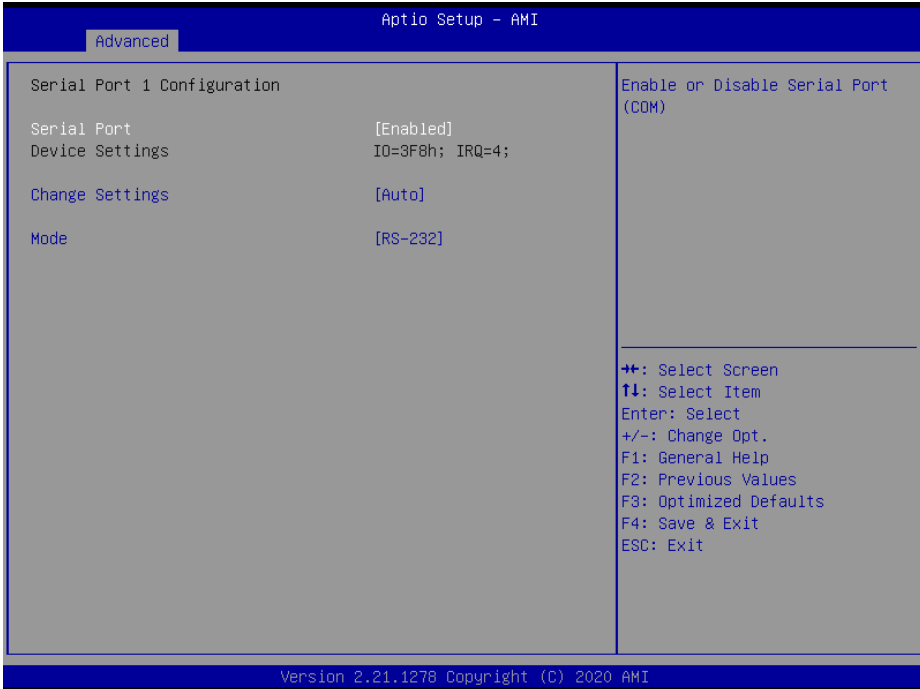 Aptio Setup – AMI
Advanced
Serial Port 1 Configuration
Serial Port [Enabled]
Device Settings IO=3F8h; IRQ=4;
Change Settings [Auto]
Mode [RS-232]
Enable or Disable Serial Port
(COM)
→←: Select Screen
↑↓: Select Item
Enter: Select
+/-: Change Opt.
F1: General Help
F2: Previous Values
F3: Optimized Defaults
F4: Save & Exit
ESC: Exit
Version 2.21.1278 Copyright (C) 2020 AMI